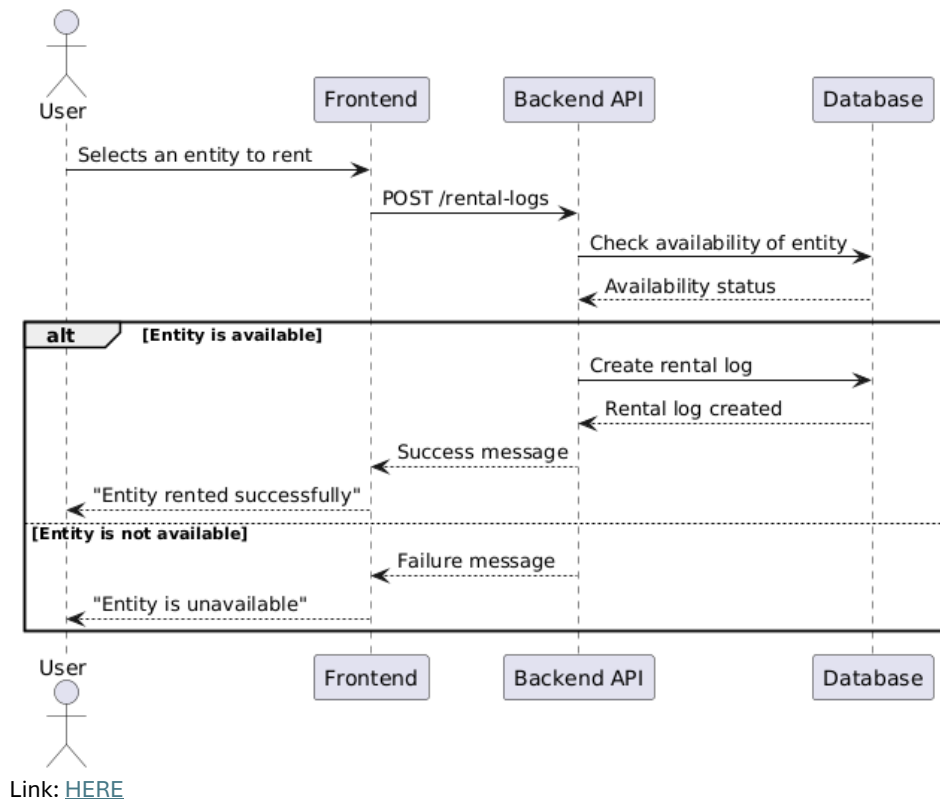 User
Frontend
Backend API
Database
Selects an entity to rent
POST /rental-logs
Check availability of entity
Availability status
alt
[Entity is available]
Create rental log
Rental log created
Success message
"Entity rented successfully"
[Entity is not available]
Failure message
"Entity is unavailable"
User
Frontend
Backend API
Database
Link: HERE